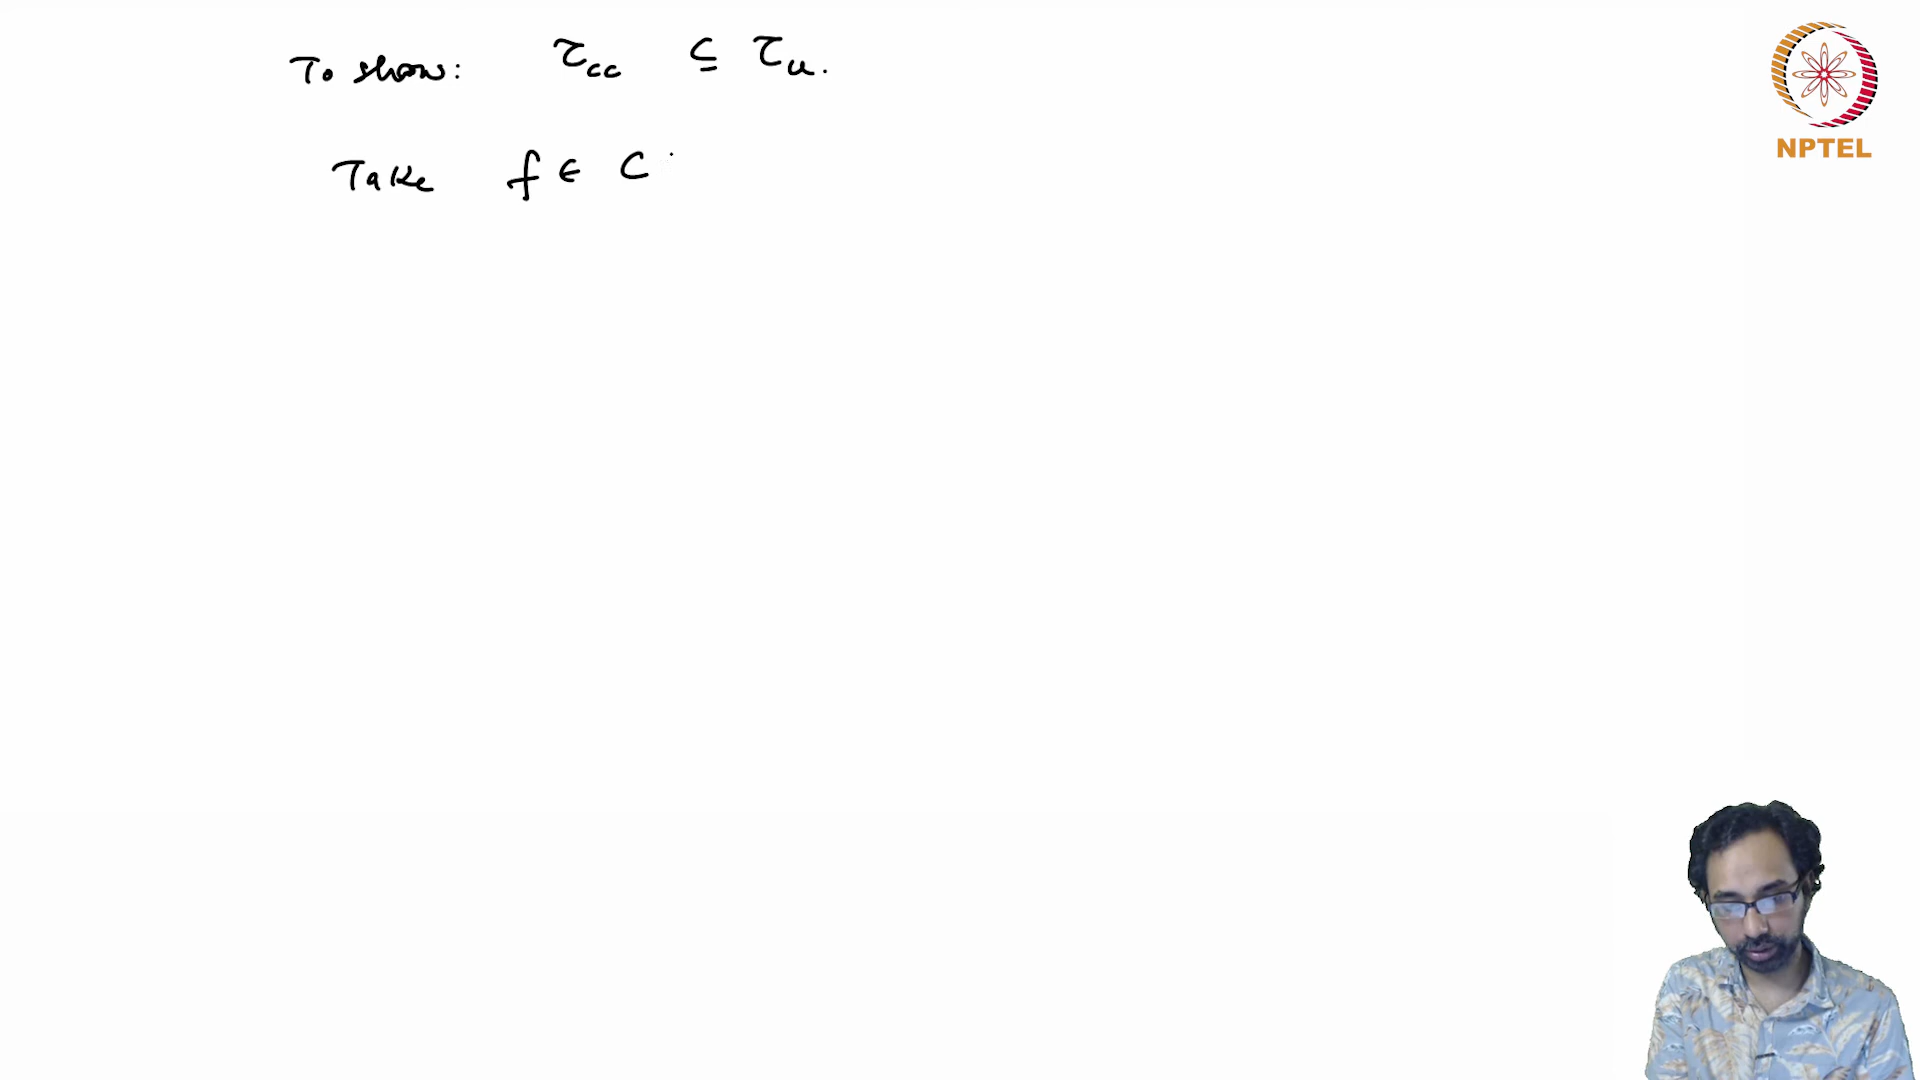 To show: τ_cc ⊆ τ_u.
Take f ∈ C
NPTEL